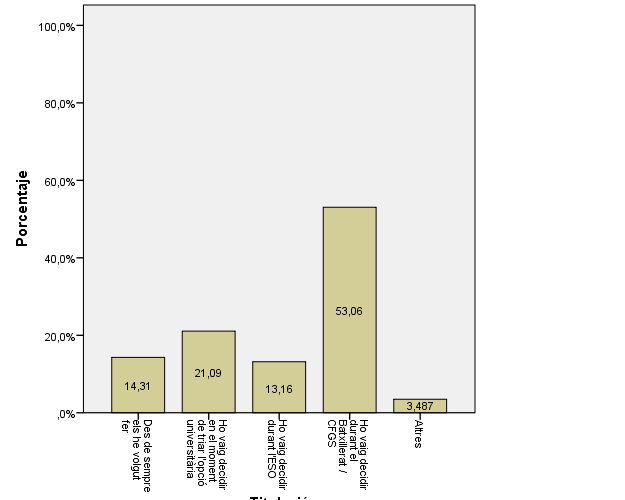 100,0%
80,0%
60,0%
40,0%
20,0%
,0%
Porcentaje
14,31
21,09
13,16
53,06
3,487
Des de sempre
els he volgut
fer
Ho vaig decidir
en el moment
de triar l'opció
universitària
Ho vaig decidir
durant l'ESO
Ho vaig decidir
durant el
Batxillerat /
CFGS
Altres